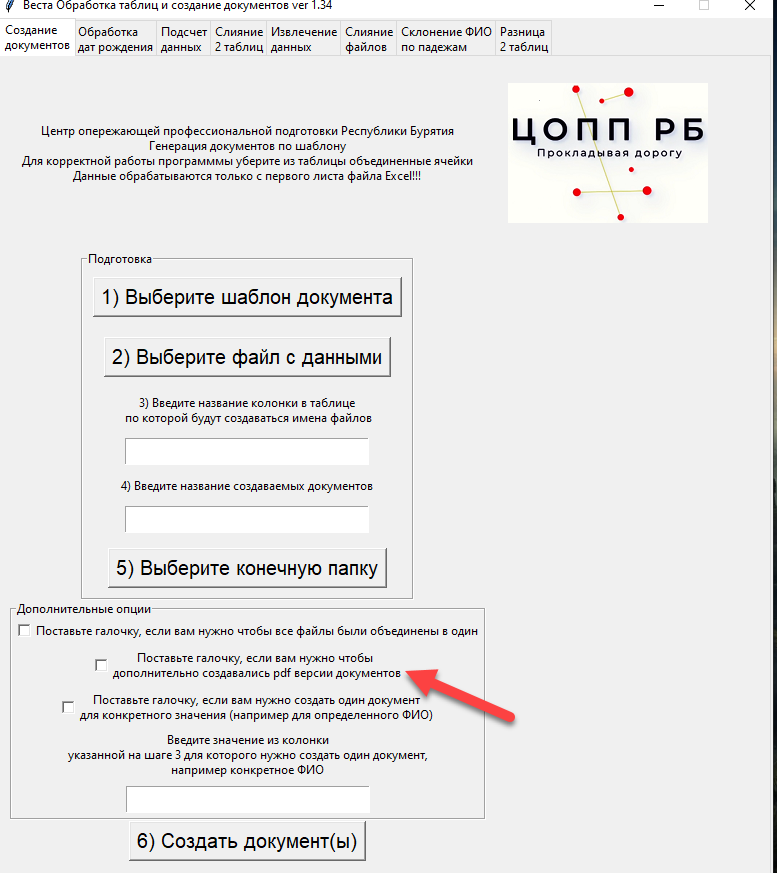 Веста Обработка таблиц и создание документов ver 1.34
Создание
документов
Обработка
дат рождения
Подсчет
данных
Слияние
2 таблиц
Извлечение
данных
Слияние
файлов
Склонение ФИО
по падежам
Разница
2 таблиц
Центр опережающей профессиональной подготовки Республики Бурятия
Генерация документов по шаблону
Для корректной работы программмы уберите из таблицы объединенные ячейки
Данные обрабатываются только с первого листа файла Excel!!!
ЦОПП РБ
Прокладывая дорогу
Подготовка
1) Выберите шаблон документа
2) Выберите файл с данными
3) Введите название колонки в таблице
по которой будут создаваться имена файлов
4) Введите название создаваемых документов
5) Выберите конечную папку
Дополнительные опции
Поставьте галочку, если вам нужно чтобы все файлы были объединены в один
Поставьте галочку, если вам нужно чтобы
дополнительно создавались pdf версии документов
Поставьте галочку, если вам нужно создать один документ
для конкретного значения (например для определенного ФИО)
Введите значение из колонки
указанной на шаге 3 для которого нужно создать один документ,
например конкретное ФИО
6) Создать документ(ы)